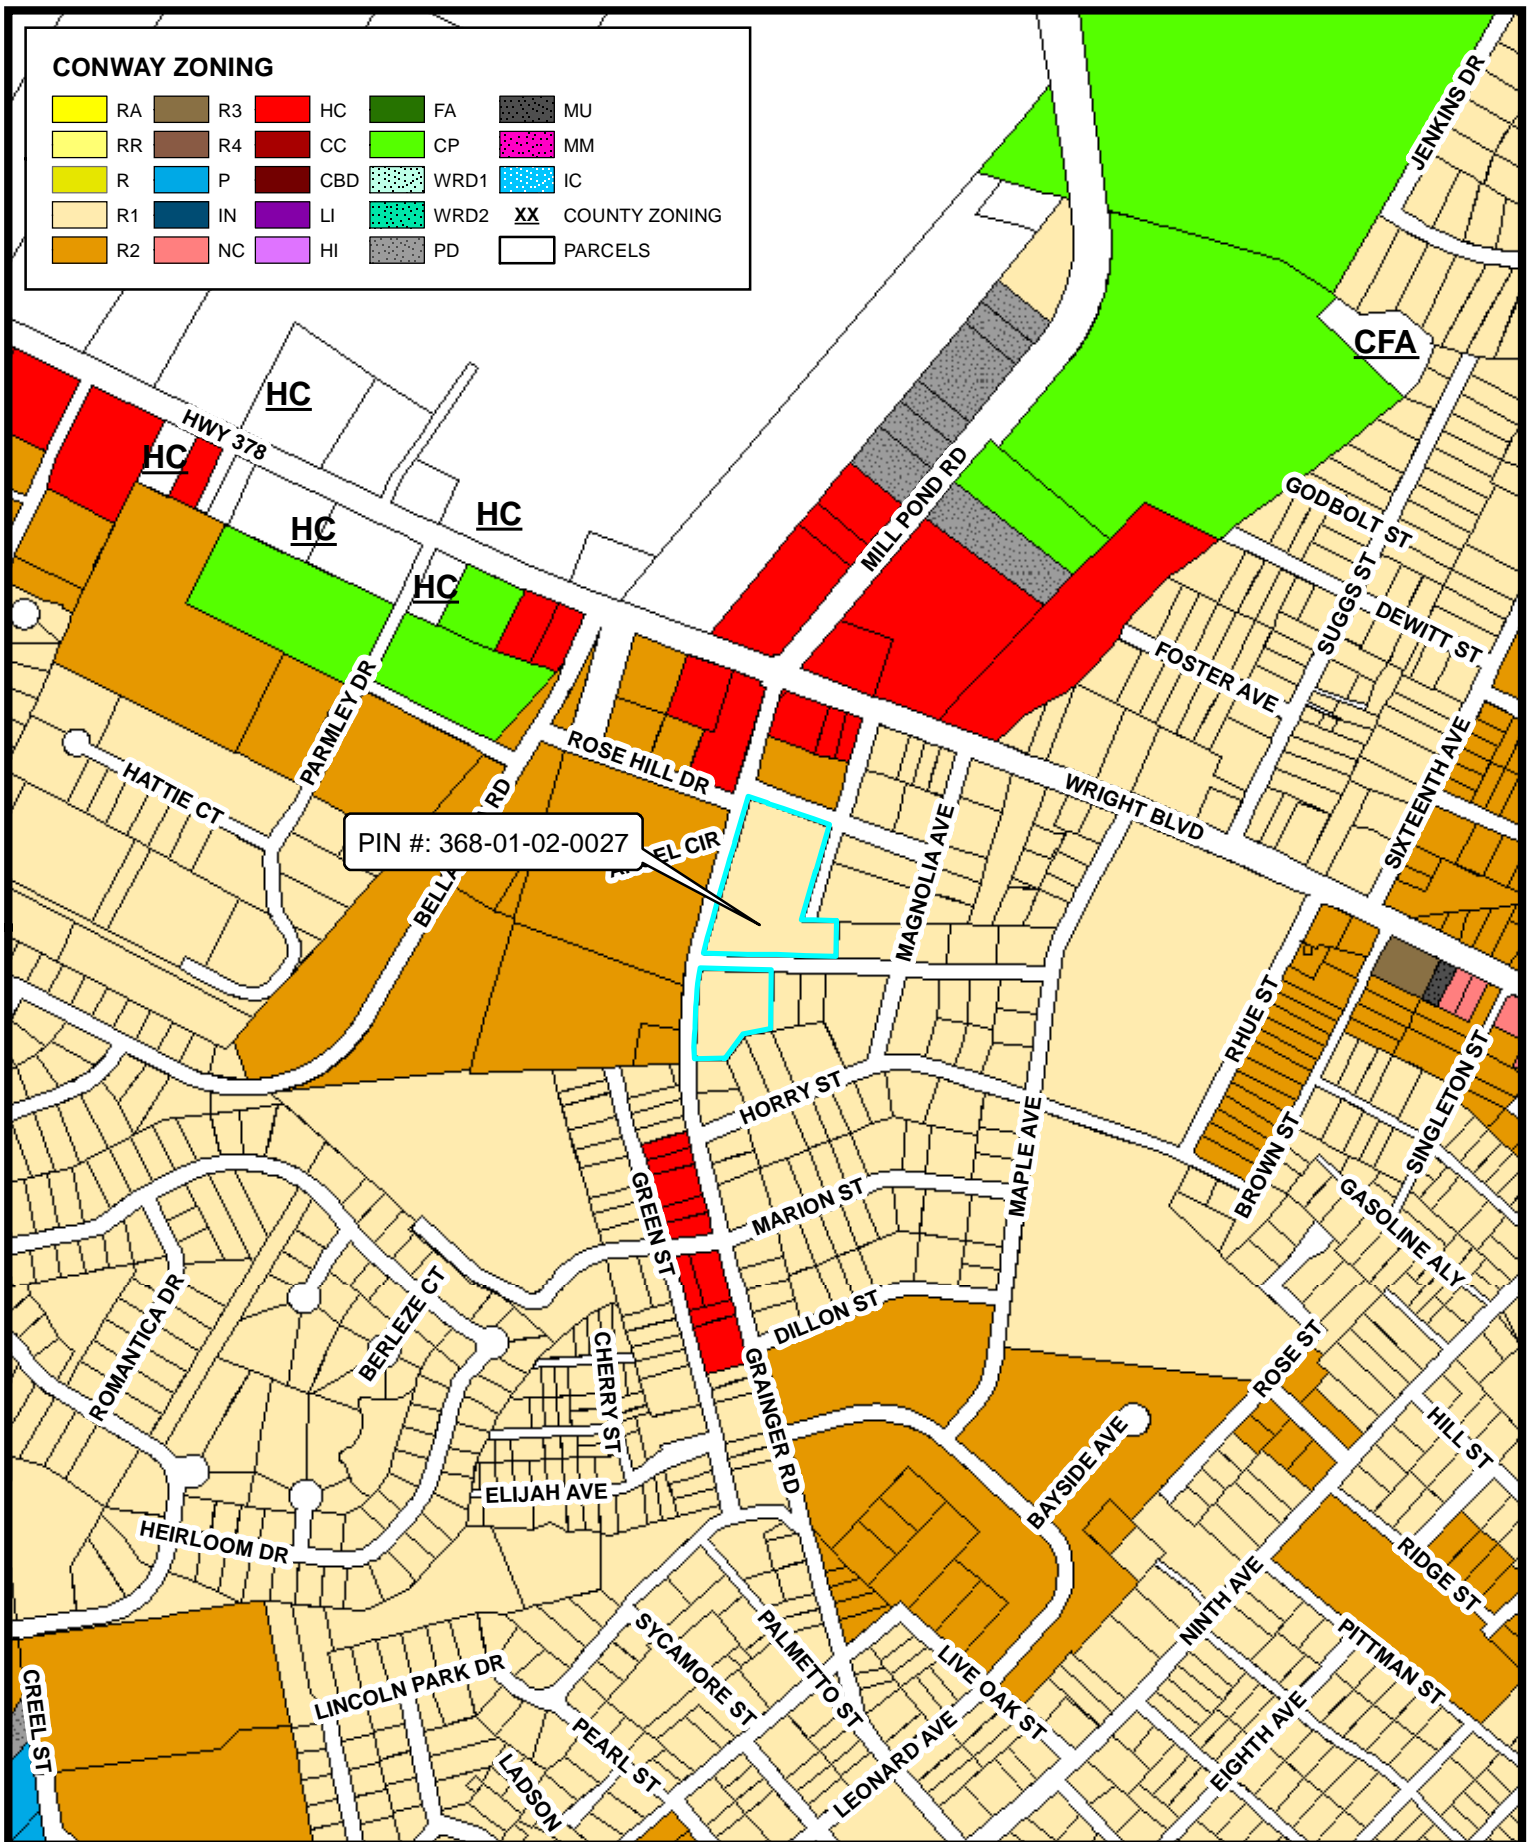 CONWAY ZONING
RA R3 HC FA MU
RR R4 CC CP MM
R P CBD WRD1 IC
R1 IN LI WRD2 XX COUNTY ZONING
R2 NC HI PD PARCELS
JENKINS DR
CFA
HC
HWY 378
HC
HC
HC
HC
MILL POND RD
GODBOLT ST
SUGGS ST
DEWITT ST
FOSTER AVE
PARMLEY DR
ROSE HILL DR
HATTIE CT
WRIGHT BLVD
SIXTEENTH AVE
PIN #: 368-01-02-0027
EL CIR
BELL RD
MAGNOLIA AVE
RHUE ST
HORRY ST
SINGLETON ST
MAPLE AVE
BROWN ST
GREEN ST
MARION ST
GASOLINE ALY
ROMANTICA DR
BERLEZE CT
DILLON ST
CHERRY ST
ROSE ST
GRAINGER RD
HILL ST
BAYSIDE AVE
ELIJAH AVE
HEIRLOOM DR
RIDGE ST
NINTH AVE
SYCAMORE ST
PALMETTO ST
LIVE OAK ST
PITTMAN ST
LINCOLN PARK DR
CREEL ST
PEARL ST
LEONARD AVE
EIGHTH AVE
LADSON